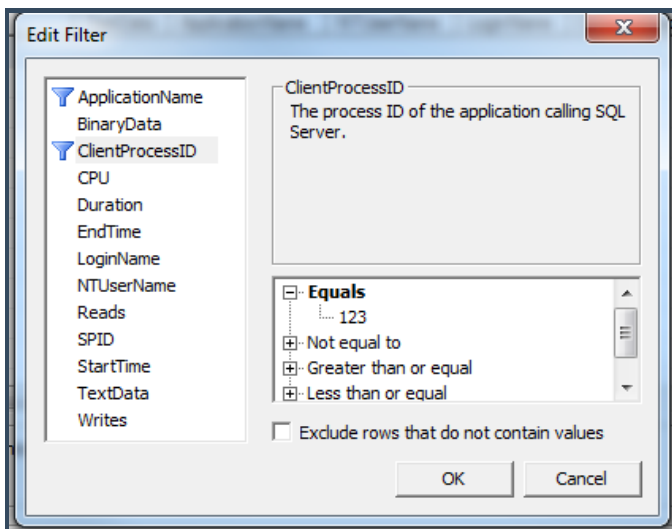 Edit Filter
ApplicationName
BinaryData
ClientProcessID
CPU
Duration
EndTime
LoginName
NTUserName
Reads
SPID
StartTime
TextData
Writes
ClientProcessID
The process ID of the application calling SQL
Server.
Equals
123
Not equal to
Greater than or equal
Less than or equal
Exclude rows that do not contain values
OK
Cancel